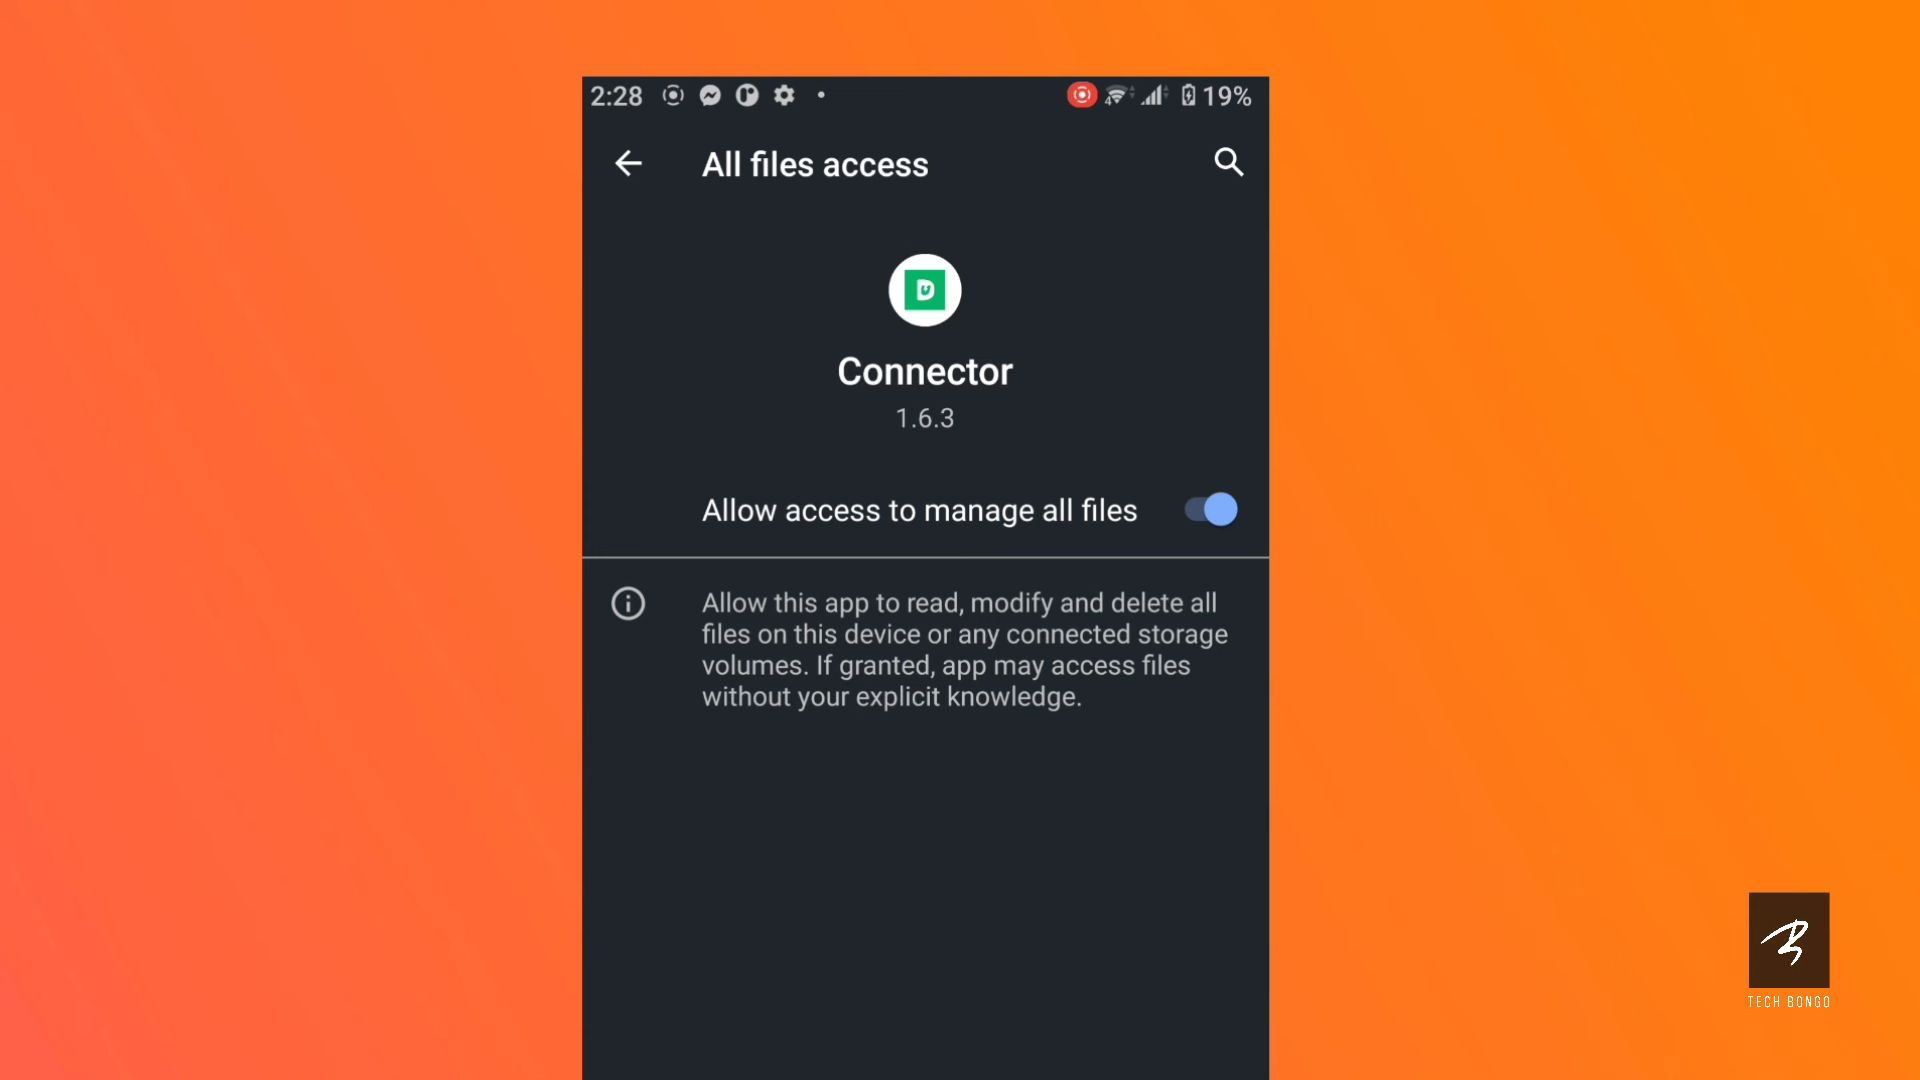 2:28 19%
All files access
Connector
1.6.3
Allow access to manage all files
Allow this app to read, modify and delete all
files on this device or any connected storage
volumes. If granted, app may access files
without your explicit knowledge.
TECH BONGO